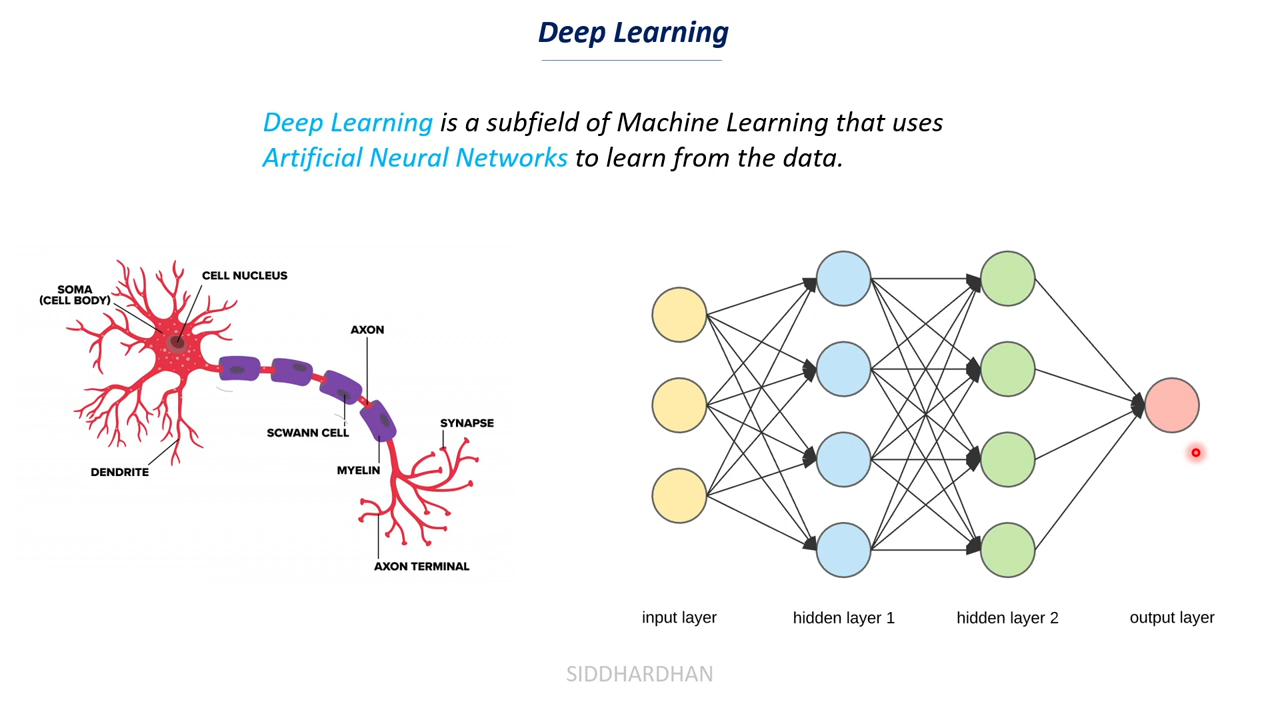 Deep Learning
Deep Learning is a subfield of Machine Learning that uses
Artificial Neural Networks to learn from the data.
CELL NUCLEUS
SOMA
(CELL BODY)
AXON
SCWANN CELL
SYNAPSE
DENDRITE
MYELIN
AXON TERMINAL
input layer
hidden layer 1
hidden layer 2
output layer
SIDDHARDHAN